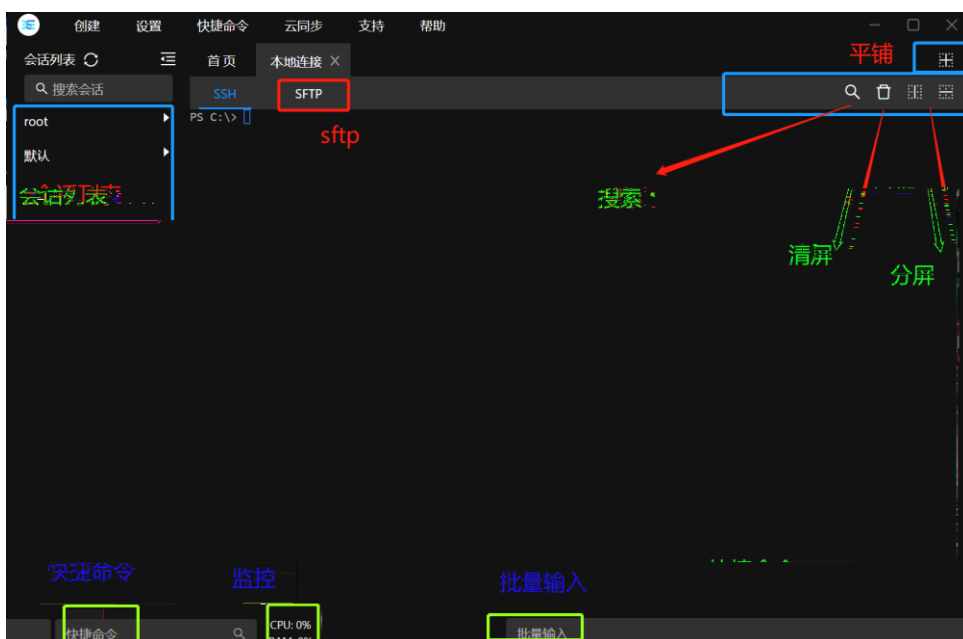 创建 设置 快捷命令 云同步 支持 帮助
会话列表 首页 本地连接 平铺
搜索会话 SSH SFTP
root PS C:\>
sftp
默认
会话列表 搜索
清屏
分屏
快捷命令 监控 批量输入
CPU: 0%
快捷命令 批量输入